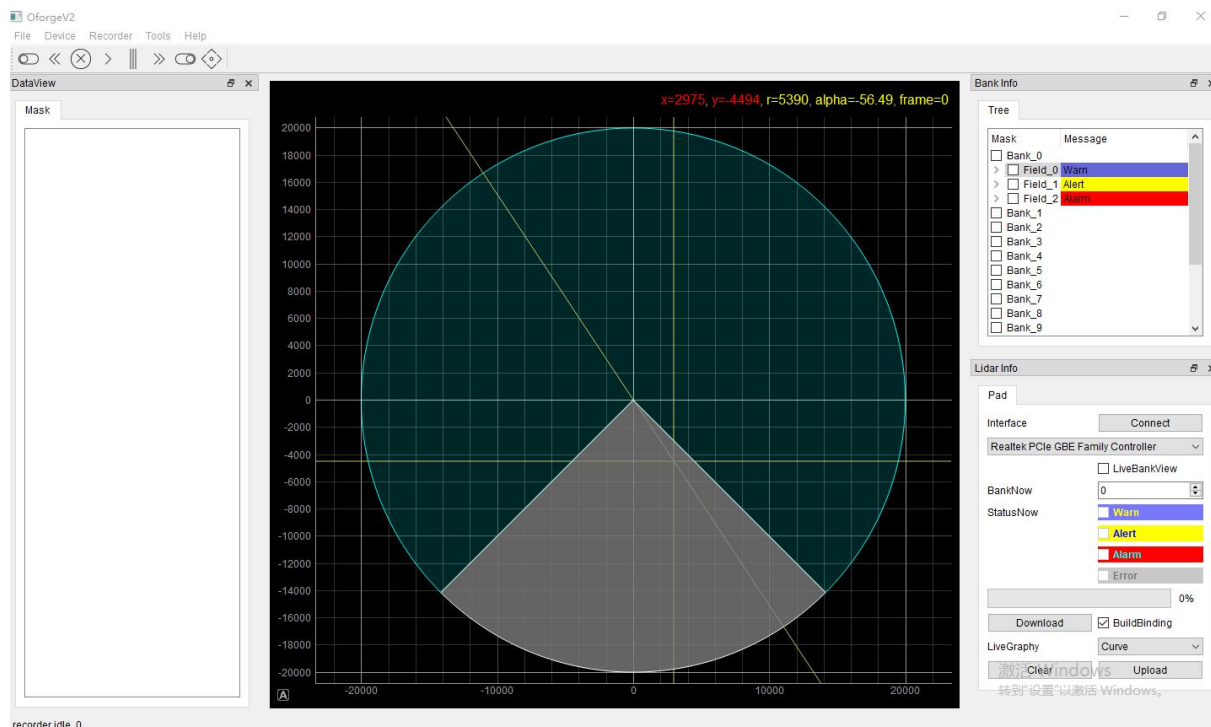 OforgeV2
File Device Recorder Tools Help
DataView
Mask
x=2975, y=-4494, r=5390, alpha=-56.49, frame=0
20000
18000
16000
14000
12000
10000
8000
6000
4000
2000
0
-2000
-4000
-6000
-8000
-10000
-12000
-14000
-16000
-18000
-20000
-20000 -10000 0 10000 20000
A
Bank Info
Tree
Mask Message
Bank_0
Field_0 Warn
Field_1 Alert
Field_2 Alarm
Bank_1
Bank_2
Bank_3
Bank_4
Bank_5
Bank_6
Bank_7
Bank_8
Bank_9
Lidar Info
Pad
Interface Connect
Realtek PCIe GBE Family Controller
LiveBankView
BankNow 0
StatusNow Warn
Alert
Alarm
Error
0%
Download BuildBinding
LiveGraphy Curve
Clear Upload
激活 Windows
转到"设置"以激活 Windows。
recorder idle 0